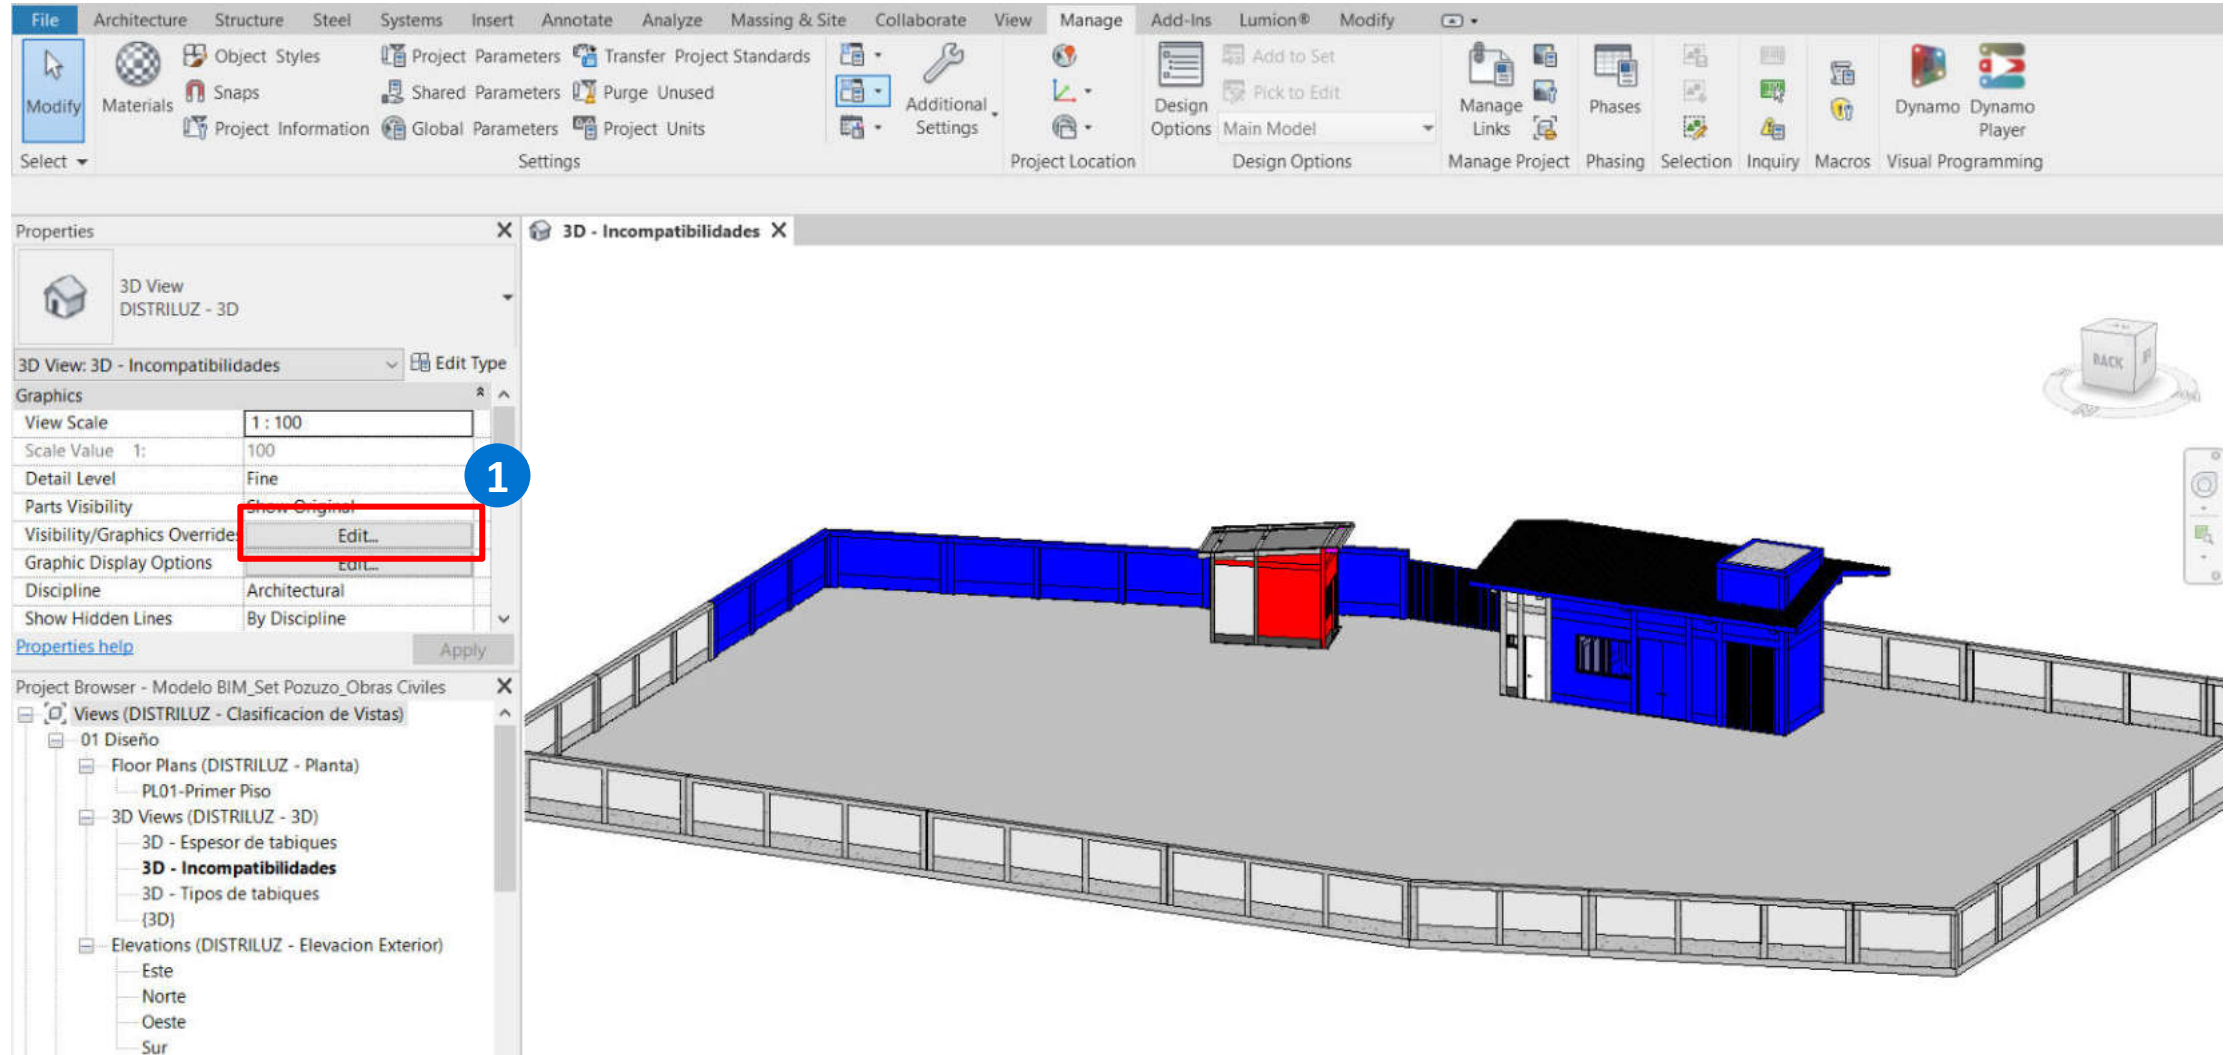 File Architecture Structure Steel Systems Insert Annotate Analyze Massing & Site Collaborate View Manage Add-Ins Lumion® Modify
Object Styles Project Parameters Transfer Project Standards Add to Set
Snaps Shared Parameters Purge Unused Pick to Edit
Modify Materials Additional Settings Design Options Manage Links Phases Dynamo Dynamo Player
Project Information Global Parameters Project Units Main Model
Select Settings Project Location Design Options Manage Project Phasing Selection Inquiry Macros Visual Programming
Properties
3D - Incompatibilidades
3D View
DISTRILUZ - 3D
3D View: 3D - Incompatibilidades Edit Type
Graphics
View Scale 1 : 100
Scale Value 1: 100
Detail Level Fine
Parts Visibility Show Original
Visibility/Graphics Overrides Edit...
Graphic Display Options Edit...
Discipline Architectural
Show Hidden Lines By Discipline
Properties help Apply
1
BACK
Project Browser - Modelo BIM_Set Pozuzo_Obras Civiles
Views (DISTRILUZ - Clasificacion de Vistas)
01 Diseño
Floor Plans (DISTRILUZ - Planta)
PL01-Primer Piso
3D Views (DISTRILUZ - 3D)
3D - Espesor de tabiques
3D - Incompatibilidades
3D - Tipos de tabiques
{3D}
Elevations (DISTRILUZ - Elevacion Exterior)
Este
Norte
Oeste
Sur